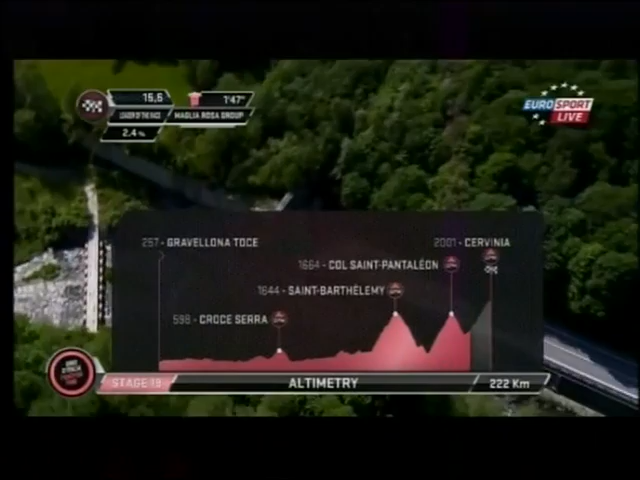 15,5
1'47"
LEADER OF THE RACE
MAGLIA ROSA GROUP
2.4 %
EUROSPORT
LIVE
257 - GRAVELLONA TOCE
2001 - CERVINIA
1664 - COL SAINT-PANTALÉON
1644 - SAINT-BARTHÉLEMY
598 - CROCE SERRA
STAGE 19
ALTIMETRY
222 Km